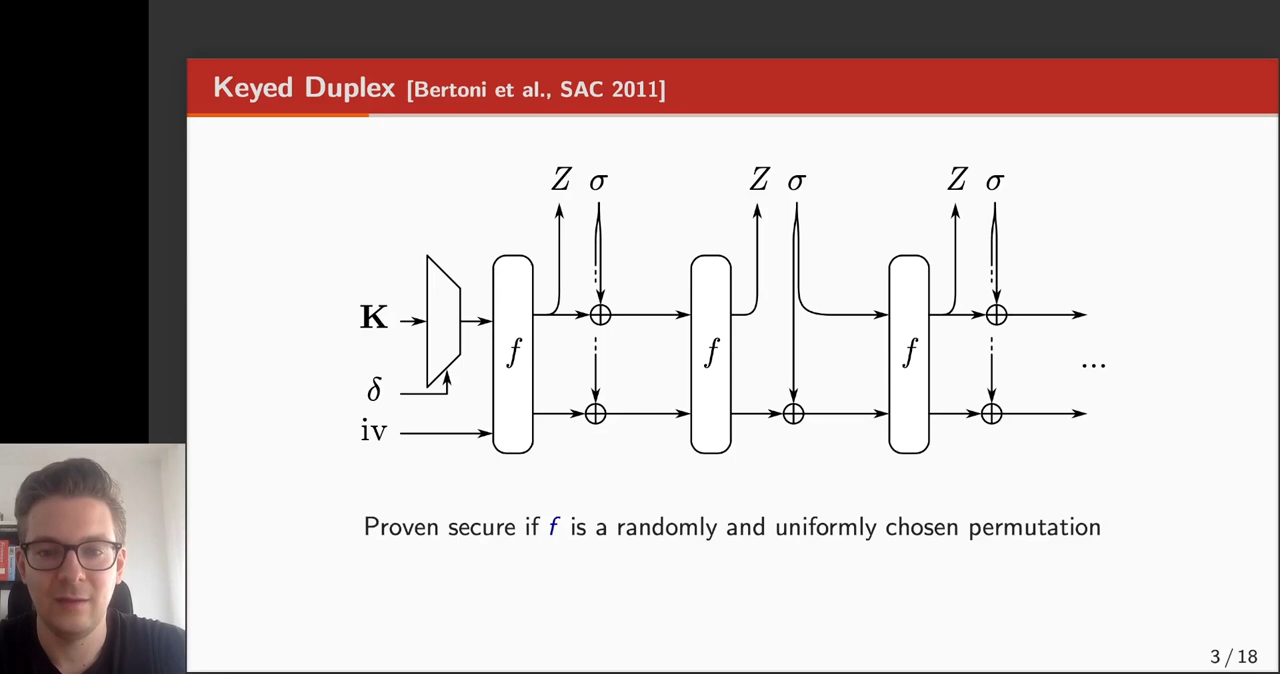 Keyed Duplex [Bertoni et al., SAC 2011]
Z σ Z σ Z σ
K
f f f
...
δ
iv
Proven secure if f is a randomly and uniformly chosen permutation
3 / 18